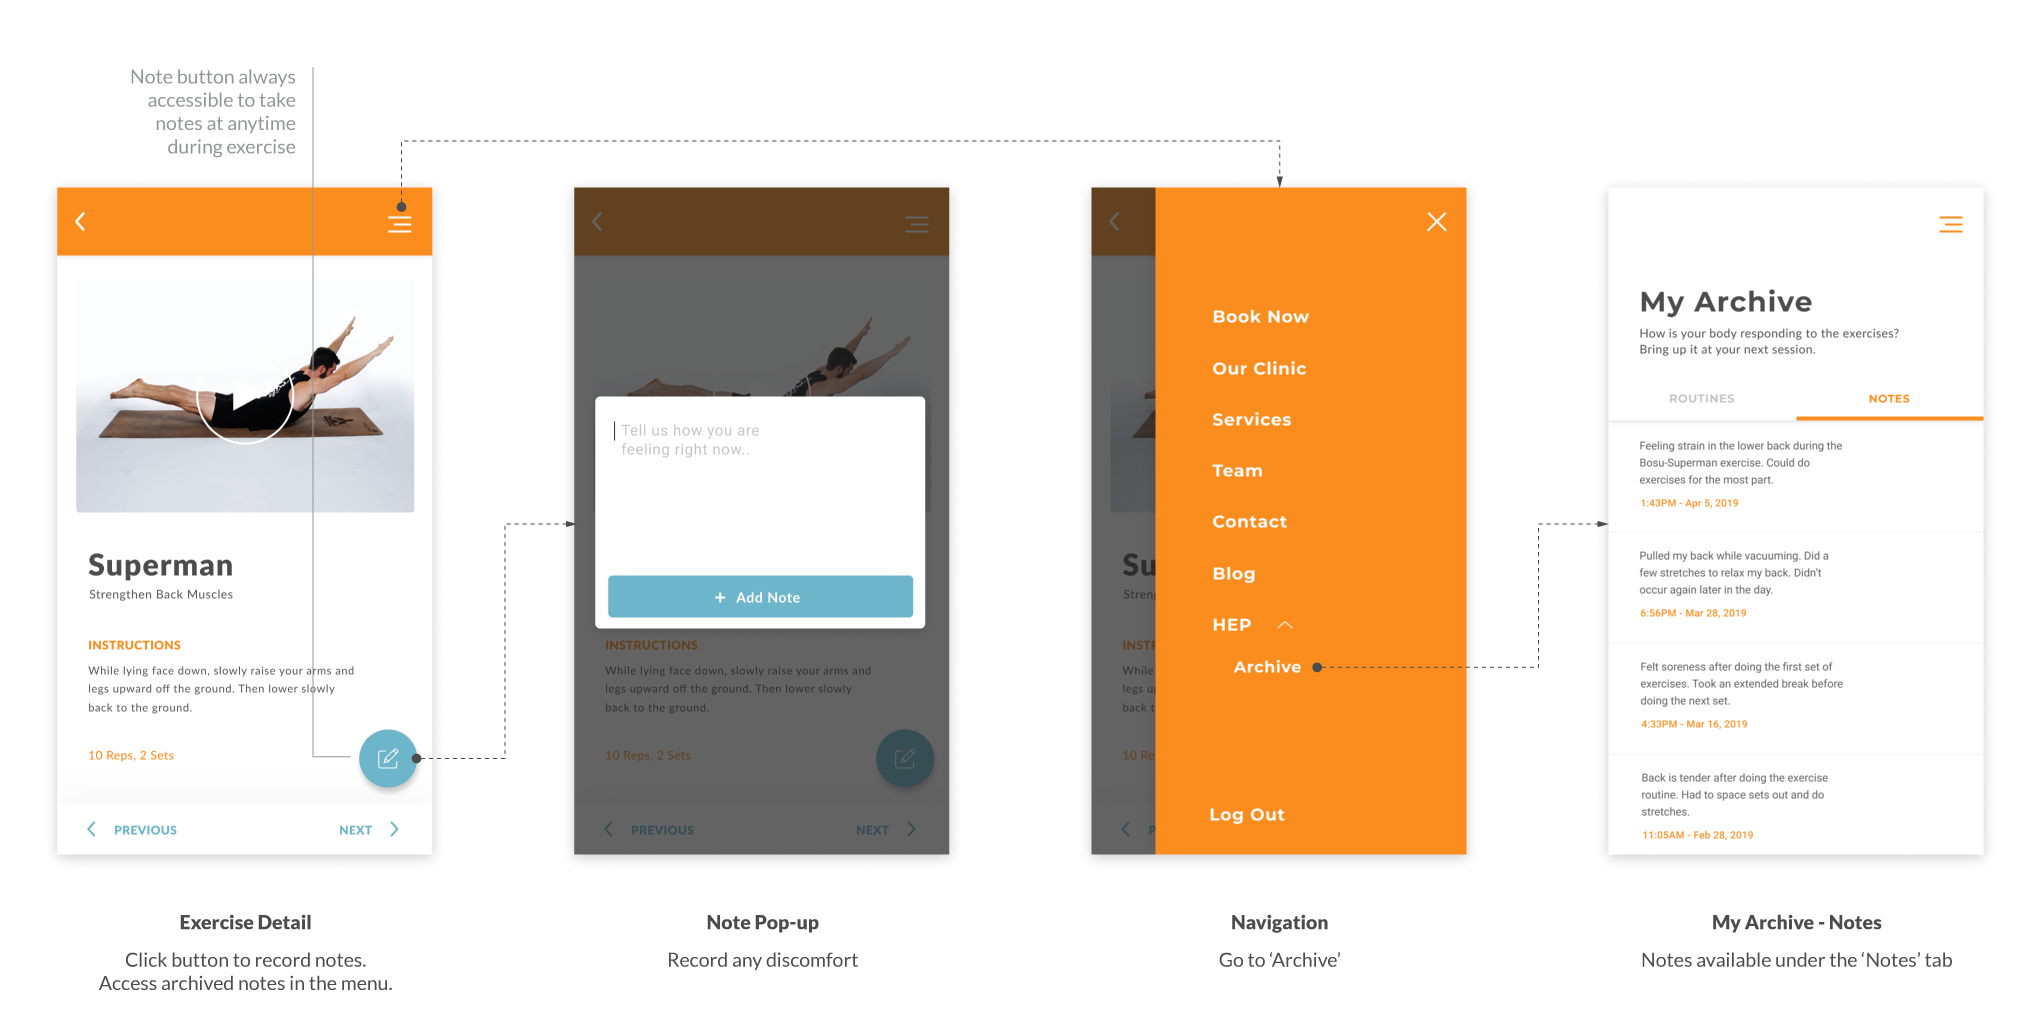 Note button always
accessible to take
notes at anytime
during exercise
Superman
Strengthen Back Muscles
INSTRUCTIONS
While lying face down, slowly raise your arms and
legs upward off the ground. Then lower slowly
back to the ground.
10 Reps, 2 Sets
PREVIOUS
NEXT
Exercise Detail
Click button to record notes.
Access archived notes in the menu.
Tell us how you are
feeling right now..
+ Add Note
INSTRUCTIONS
While lying face down, slowly raise your arms and
legs upward off the ground. Then lower slowly
back to the ground.
10 Reps, 2 Sets
PREVIOUS
NEXT
Note Pop-up
Record any discomfort
Su
Stren
INSTR
While
legs u
back t
10 Re
P
Book Now
Our Clinic
Services
Team
Contact
Blog
HEP
Archive
Log Out
Navigation
Go to ‘Archive’
My Archive
How is your body responding to the exercises?
Bring up it at your next session.
ROUTINES
NOTES
Feeling strain in the lower back during the
Bosu-Superman exercise. Could do
exercises for the most part.
1:43PM - Apr 5, 2019
Pulled my back while vacuuming. Did a
few stretches to relax my back. Didn't
occur again later in the day.
6:56PM - Mar 28, 2019
Felt soreness after doing the first set of
exercises. Took an extended break before
doing the next set.
4:33PM - Mar 16, 2019
Back is tender after doing the exercise
routine. Had to space sets out and do
stretches.
11:05AM - Feb 28, 2019
My Archive - Notes
Notes available under the ‘Notes’ tab